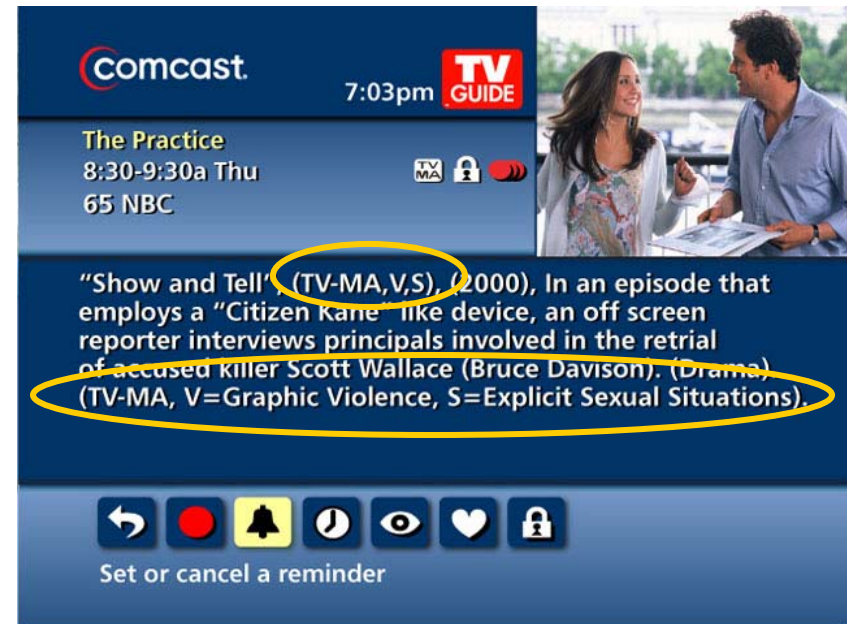 comcast.
7:03pm
TV
GUIDE
The Practice
8:30-9:30a Thu
TV
MA
65 NBC
"Show and Tell", (TV-MA,V,S), (2000), In an episode that
employs a "Citizen Kane" like device, an off screen
reporter interviews principals involved in the retrial
of accused killer Scott Wallace (Bruce Davison). (Drama)
(TV-MA, V=Graphic Violence, S=Explicit Sexual Situations).
Set or cancel a reminder